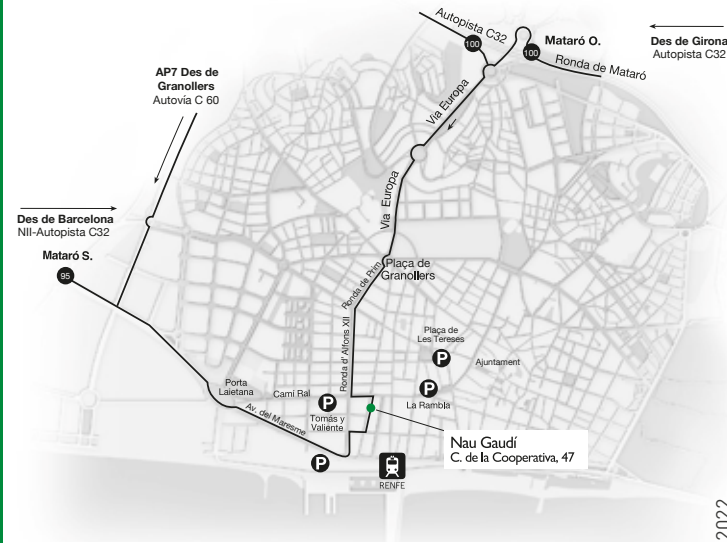 Autopista C32
100
Mataró O.
100
Ronda de Mataró
Des de Girona
Autopista C32
AP7 Des de
Granollers
Autovía C 60
Via Europa
Via Europa
Des de Barcelona
NII-Autopista C32
Mataró S.
95
Plaça de
Granollers
Ronda de Prim
Ronda d' Alfons XII
Plaça de
Les Tereses
P
Ajuntament
Porta
Laietana
Camí Ral
P
Tomás y
Valiente
P
La Rambla
Av. del Maresme
Nau Gaudí
C. de la Cooperativa, 47
P
RENFE
2022